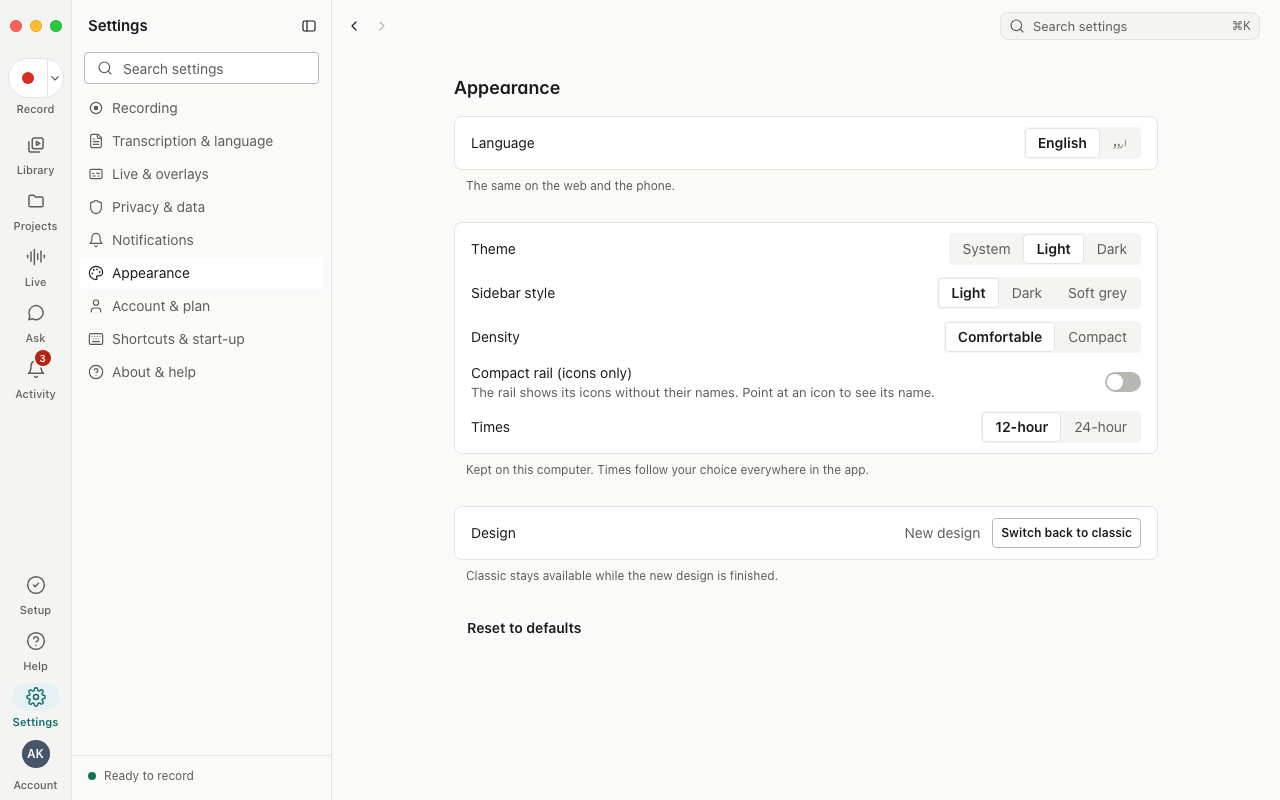 Settings
Search settings
⌘K
Record
Library
Projects
Live
Ask
3
Activity
Setup
Help
Settings
AK
Account
Search settings
Recording
Transcription & language
Live & overlays
Privacy & data
Notifications
Appearance
Account & plan
Shortcuts & start-up
About & help
Ready to record
Appearance
Language
English
اردو
The same on the web and the phone.
Theme
System
Light
Dark
Sidebar style
Light
Dark
Soft grey
Density
Comfortable
Compact
Compact rail (icons only)
The rail shows its icons without their names. Point at an icon to see its name.
Times
12-hour
24-hour
Kept on this computer. Times follow your choice everywhere in the app.
Design
New design
Switch back to classic
Classic stays available while the new design is finished.
Reset to defaults